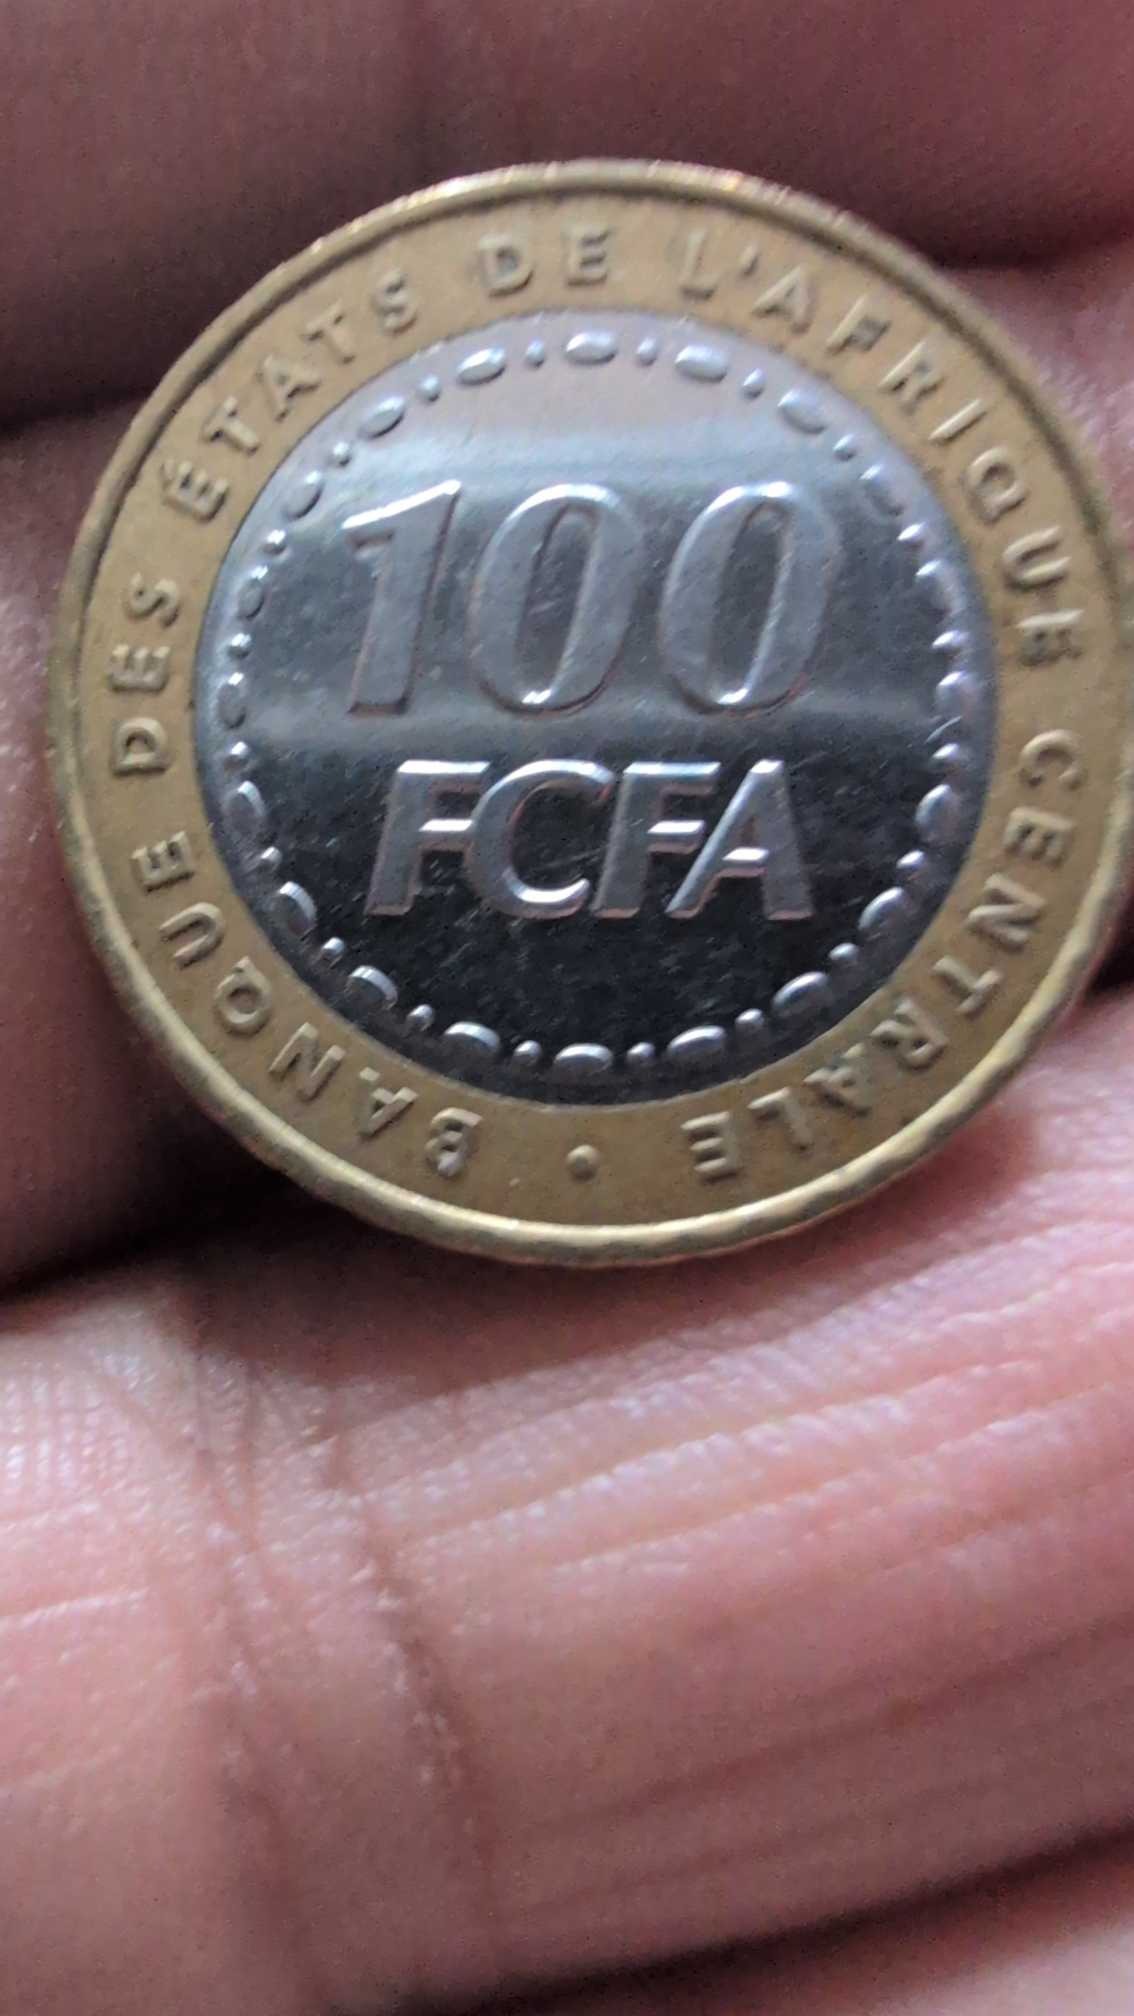 BANQUE DES ÉTATS DE L'AFRIQUE CENTRALE •
100
FCFA